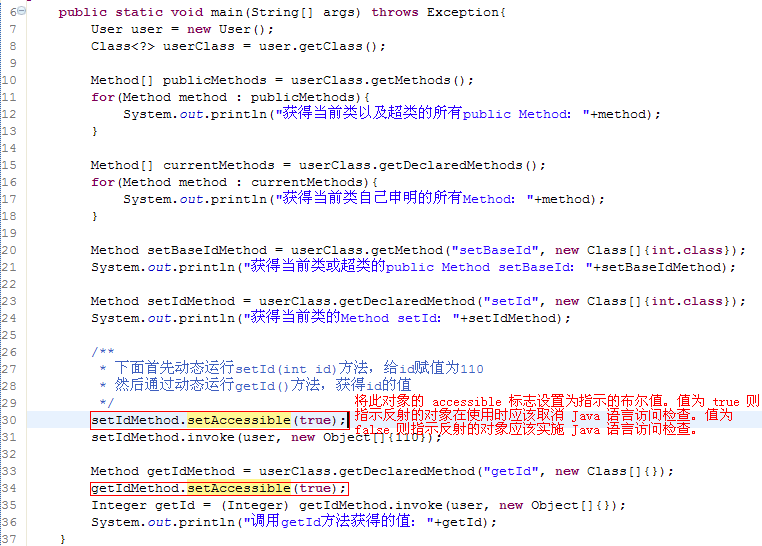 6 public static void main(String[] args) throws Exception{
7 User user = new User();
8 Class<?> userClass = user.getClass();
9
10 Method[] publicMethods = userClass.getMethods();
11 for(Method method : publicMethods){
12 System.out.println("获得当前类以及超类的所有public Method: "+method);
13 }
14
15 Method[] currentMethods = userClass.getDeclaredMethods();
16 for(Method method : currentMethods){
17 System.out.println("获得当前类自己申明的所有Method: "+method);
18 }
19
20 Method setBaseIdMethod = userClass.getMethod("setBaseId", new Class[]{int.class});
21 System.out.println("获得当前类或超类的public Method setBaseId: "+setBaseIdMethod);
22
23 Method setIdMethod = userClass.getDeclaredMethod("setId", new Class[]{int.class});
24 System.out.println("获得当前类的Method setId: "+setIdMethod);
25
26 /**
27 * 下面首先动态运行setId(int id)方法，给id赋值为110
28 * 然后通过动态运行getId()方法，获得id的值
29 */
将此对象的 accessible 标志设置为指示的布尔值。值为 true 则
指示反射的对象在使用时应该取消 Java 语言访问检查。值为
false 则指示反射的对象应该实施 Java 语言访问检查。
30 setIdMethod.setAccessible(true);
31 setIdMethod.invoke(user, new Object[]{110});
32
33 Method getIdMethod = userClass.getDeclaredMethod("getId", new Class[]{});
34 getIdMethod.setAccessible(true);
35 Integer getId = (Integer) getIdMethod.invoke(user, new Object[]{});
36 System.out.println("调用getId方法获得的值: "+getId);
37 }